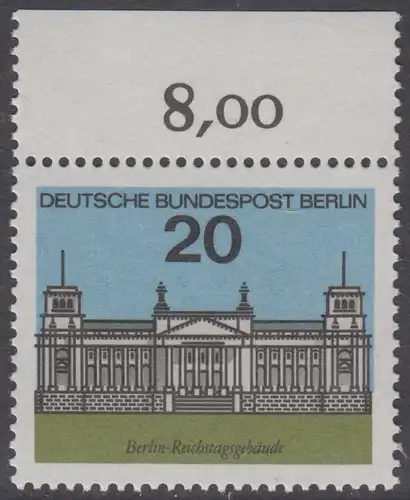 8,00
DEUTSCHE BUNDESPOST BERLIN
20
Berlin-Reichstagsgebäude